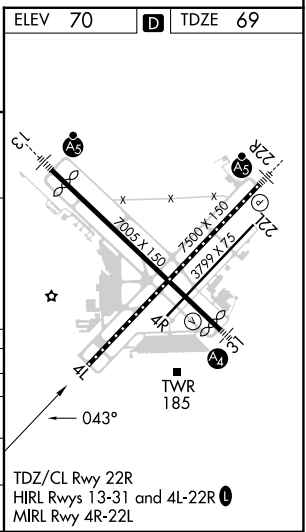 ELEV 70
D
TDZE 69
13
A5
A5
22R
P
7005 X 150
7500 X 150
3799 X 75
22L
4R
V
31
A4
4L
TWR
185
043°
TDZ/CL Rwy 22R
HIRL Rwys 13-31 and 4L-22R L
MIRL Rwy 4R-22L